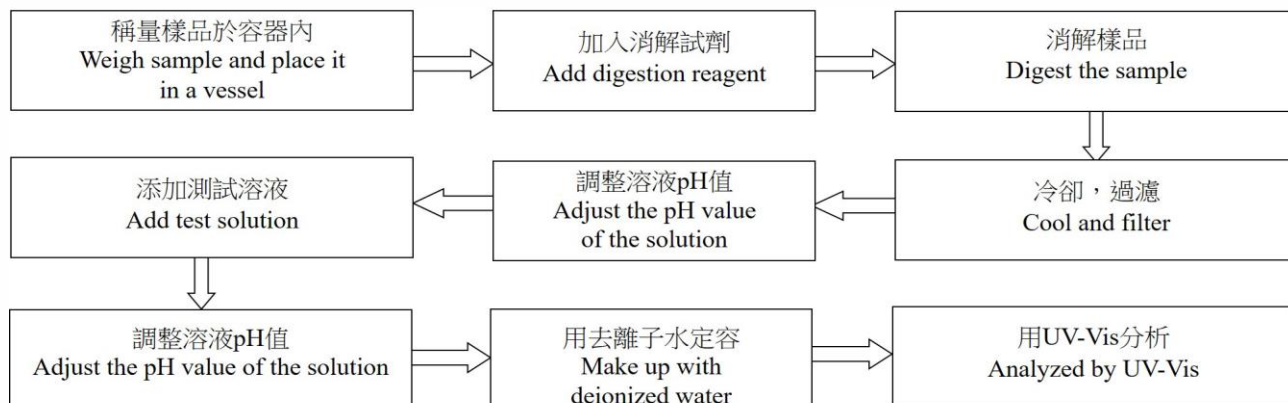 稱量樣品於容器內
Weigh sample and place it
in a vessel
加入消解試劑
Add digestion reagent
消解樣品
Digest the sample
冷卻，過濾
Cool and filter
調整溶液pH值
Adjust the pH value
of the solution
添加測試溶液
Add test solution
調整溶液pH值
Adjust the pH value of the solution
用去離子水定容
Make up with
deionized water
用UV-Vis分析
Analyzed by UV-Vis